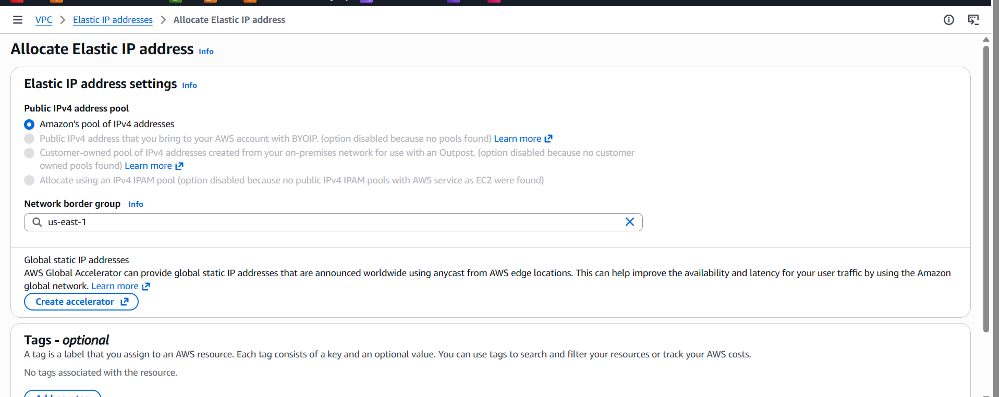 VPC > Elastic IP addresses > Allocate Elastic IP address
Allocate Elastic IP address Info
Elastic IP address settings Info
Public IPv4 address pool
Amazon's pool of IPv4 addresses
Public IPv4 address that you bring to your AWS account with BYOIP. (option disabled because no pools found) Learn more
Customer-owned pool of IPv4 addresses created from your on-premises network for use with an Outpost. (option disabled because no customer
owned pools found) Learn more
Allocate using an IPv4 IPAM pool (option disabled because no public IPv4 IPAM pools with AWS service as EC2 were found)
Network border group Info
us-east-1
Global static IP addresses
AWS Global Accelerator can provide global static IP addresses that are announced worldwide using anycast from AWS edge locations. This can help improve the availability and latency for your user traffic by using the Amazon
global network. Learn more
Create accelerator
Tags - optional
A tag is a label that you assign to an AWS resource. Each tag consists of a key and an optional value. You can use tags to search and filter your resources or track your AWS costs.
No tags associated with the resource.